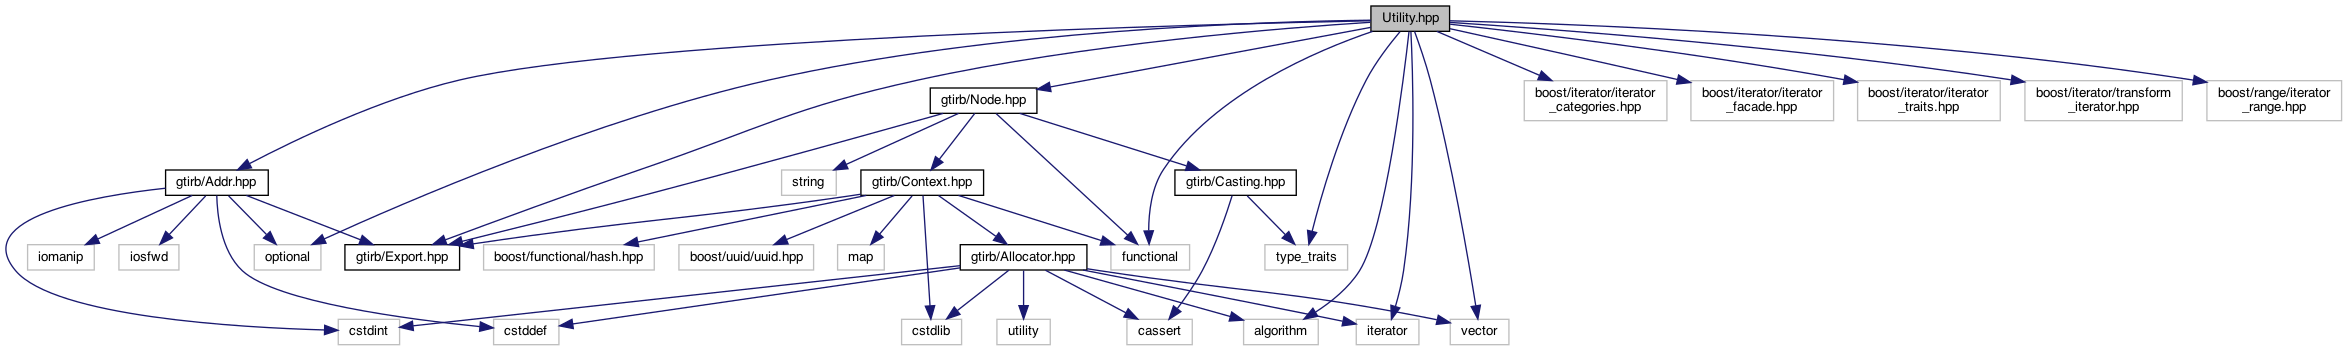 Utility.hpp
gtirb/Node.hpp
boost/iterator/iterator
_categories.hpp
boost/iterator/iterator
_facade.hpp
boost/iterator/iterator
_traits.hpp
boost/iterator/transform
_iterator.hpp
boost/range/iterator
_range.hpp
gtirb/Addr.hpp
string
gtirb/Context.hpp
gtirb/Casting.hpp
iomanip
iosfwd
optional
gtirb/Export.hpp
boost/functional/hash.hpp
boost/uuid/uuid.hpp
map
gtirb/Allocator.hpp
functional
type_traits
cstdint
cstddef
cstdlib
utility
cassert
algorithm
iterator
vector